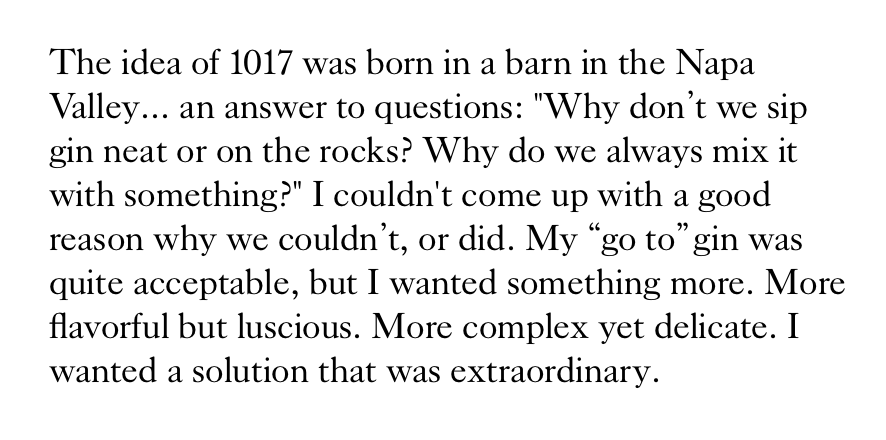 The idea of 1017 was born in a barn in the Napa
Valley... an answer to questions: "Why don’t we sip
gin neat or on the rocks? Why do we always mix it
with something?" I couldn't come up with a good
reason why we couldn’t, or did. My “go to” gin was
quite acceptable, but I wanted something more. More
flavorful but luscious. More complex yet delicate. I
wanted a solution that was extraordinary.